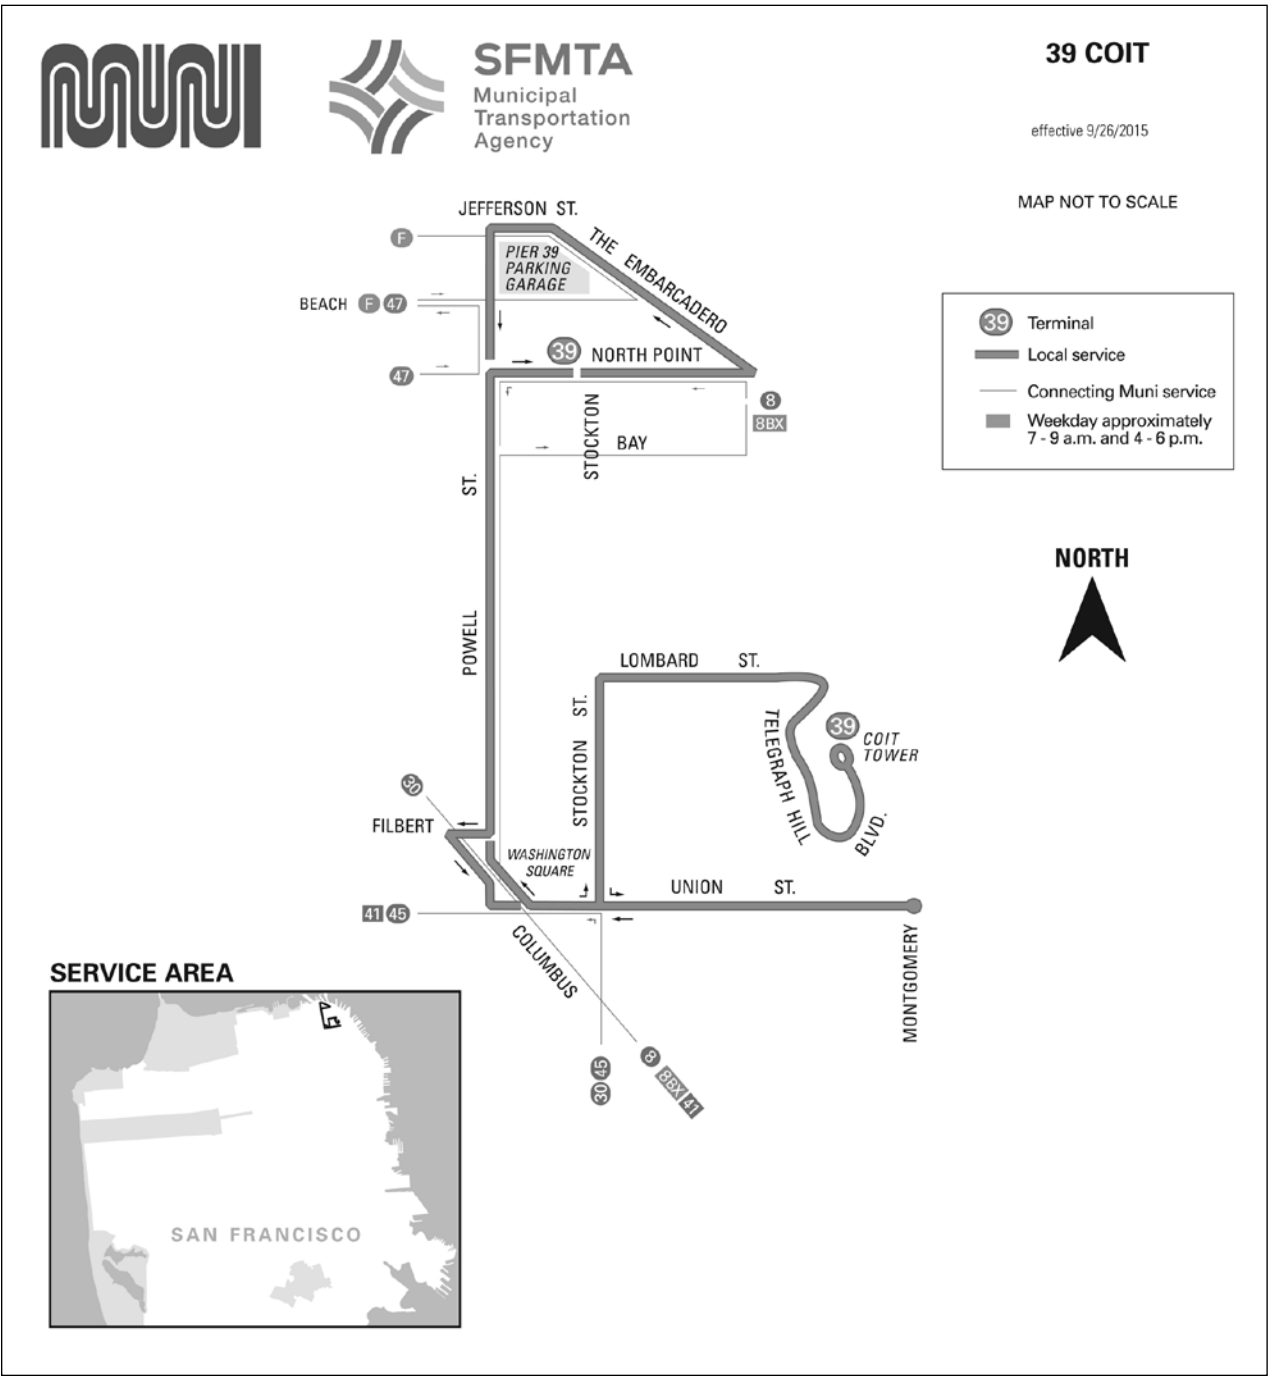 MUNI
SFMTA
Municipal
Transportation
Agency
39 COIT
effective 9/26/2015
MAP NOT TO SCALE
JEFFERSON ST.
F
THE EMBARCADERO
PIER 39
PARKING
GARAGE
BEACH F 47
39 NORTH POINT
47
8
8BX
STOCKTON
BAY
39 Terminal
Local service
Connecting Muni service
Weekday approximately
7 - 9 a.m. and 4 - 6 p.m.
NORTH
POWELL ST.
LOMBARD ST.
STOCKTON ST.
TELEGRAPH HILL BLVD.
39
COIT
TOWER
30
FILBERT
WASHINGTON
SQUARE
UNION ST.
41 45
COLUMBUS
MONTGOMERY
30 45
8
8BX 41
SERVICE AREA
SAN FRANCISCO